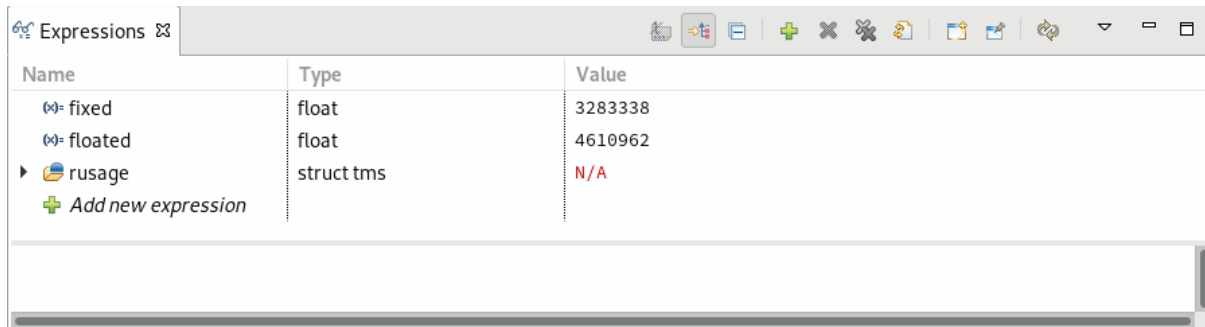 Expressions
Name Type Value
(x)= fixed float 3283338
(x)= floated float 4610962
rusage struct tms N/A
Add new expression